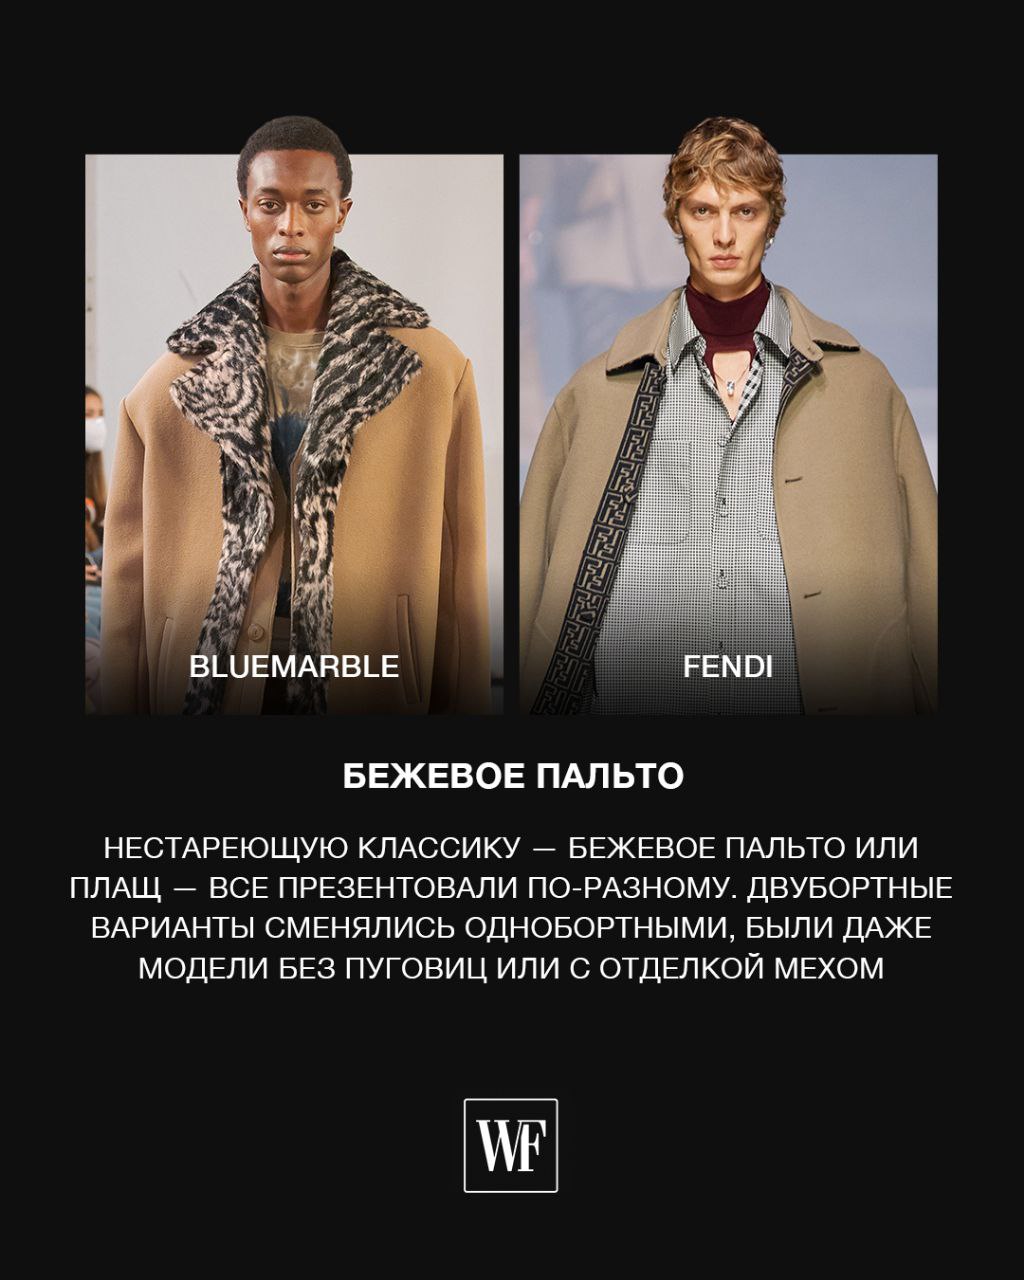 BLUEMARBLE
FENDI
БЕЖЕВОЕ ПАЛЬТО
НЕСТАРЕЮЩУЮ КЛАССИКУ — БЕЖЕВОЕ ПАЛЬТО ИЛИ
ПЛАЩ — ВСЕ ПРЕЗЕНТОВАЛИ ПО-РАЗНОМУ. ДВУБОРТНЫЕ
ВАРИАНТЫ СМЕНЯЛИСЬ ОДНОБОРТНЫМИ, БЫЛИ ДАЖЕ
МОДЕЛИ БЕЗ ПУГОВИЦ ИЛИ С ОТДЕЛКОЙ МЕХОМ
WF